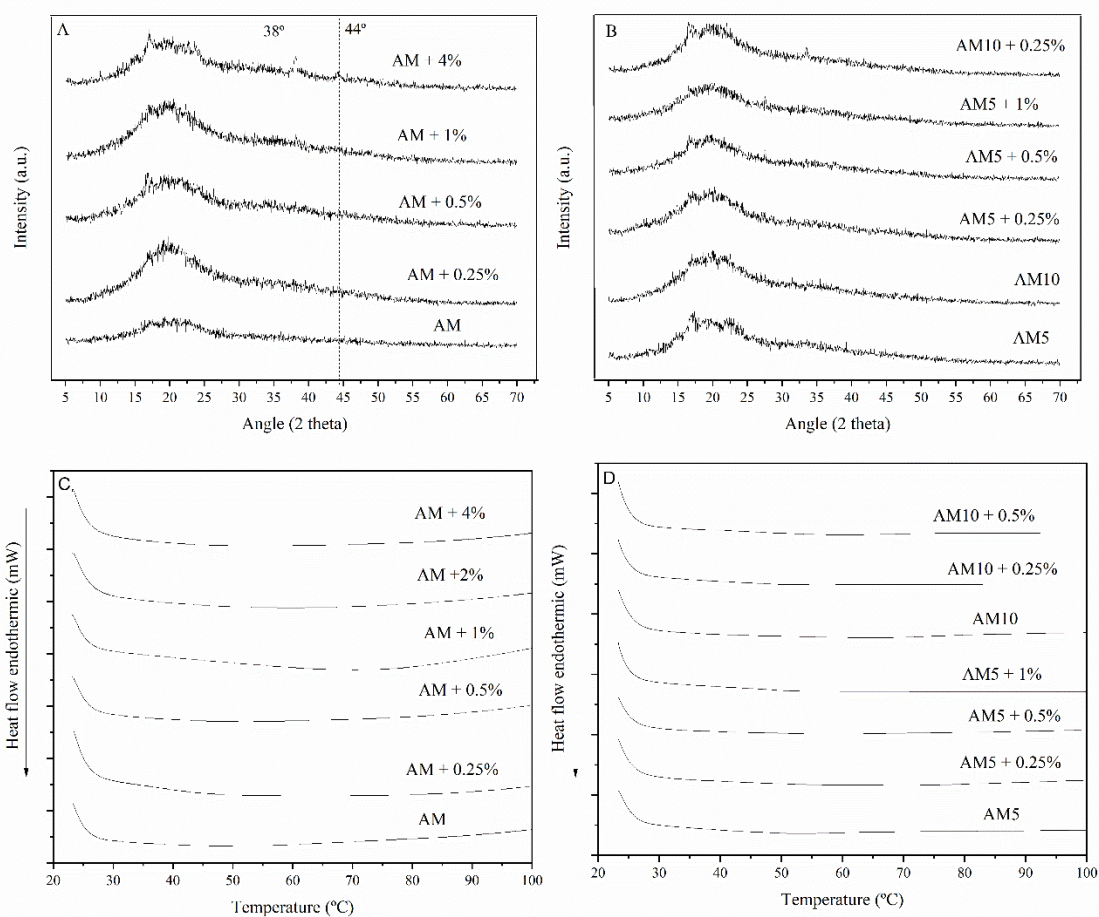 A
38º
44º
AM + 4%
AM + 1%
AM + 0.5%
AM + 0.25%
AM
Intensity (a.u.)
5 10 15 20 25 30 35 40 45 50 55 60 65 70
Angle (2 theta)
B
AM10 + 0.25%
AM5 + 1%
AM5 + 0.5%
AM5 + 0.25%
AM10
AM5
Intensity (a.u.)
5 10 15 20 25 30 35 40 45 50 55 60 65 70
Angle (2 theta)
C
AM + 4%
AM +2%
AM + 1%
AM + 0.5%
AM + 0.25%
AM
Heat flow endothermic (mW)
20 30 40 50 60 70 80 90 100
Temperature (ºC)
D
AM10 + 0.5%
AM10 + 0.25%
AM10
AM5 + 1%
AM5 + 0.5%
AM5 + 0.25%
AM5
Heat flow endothermic (mW)
20 30 40 50 60 70 80 90 100
Temperature (ºC)